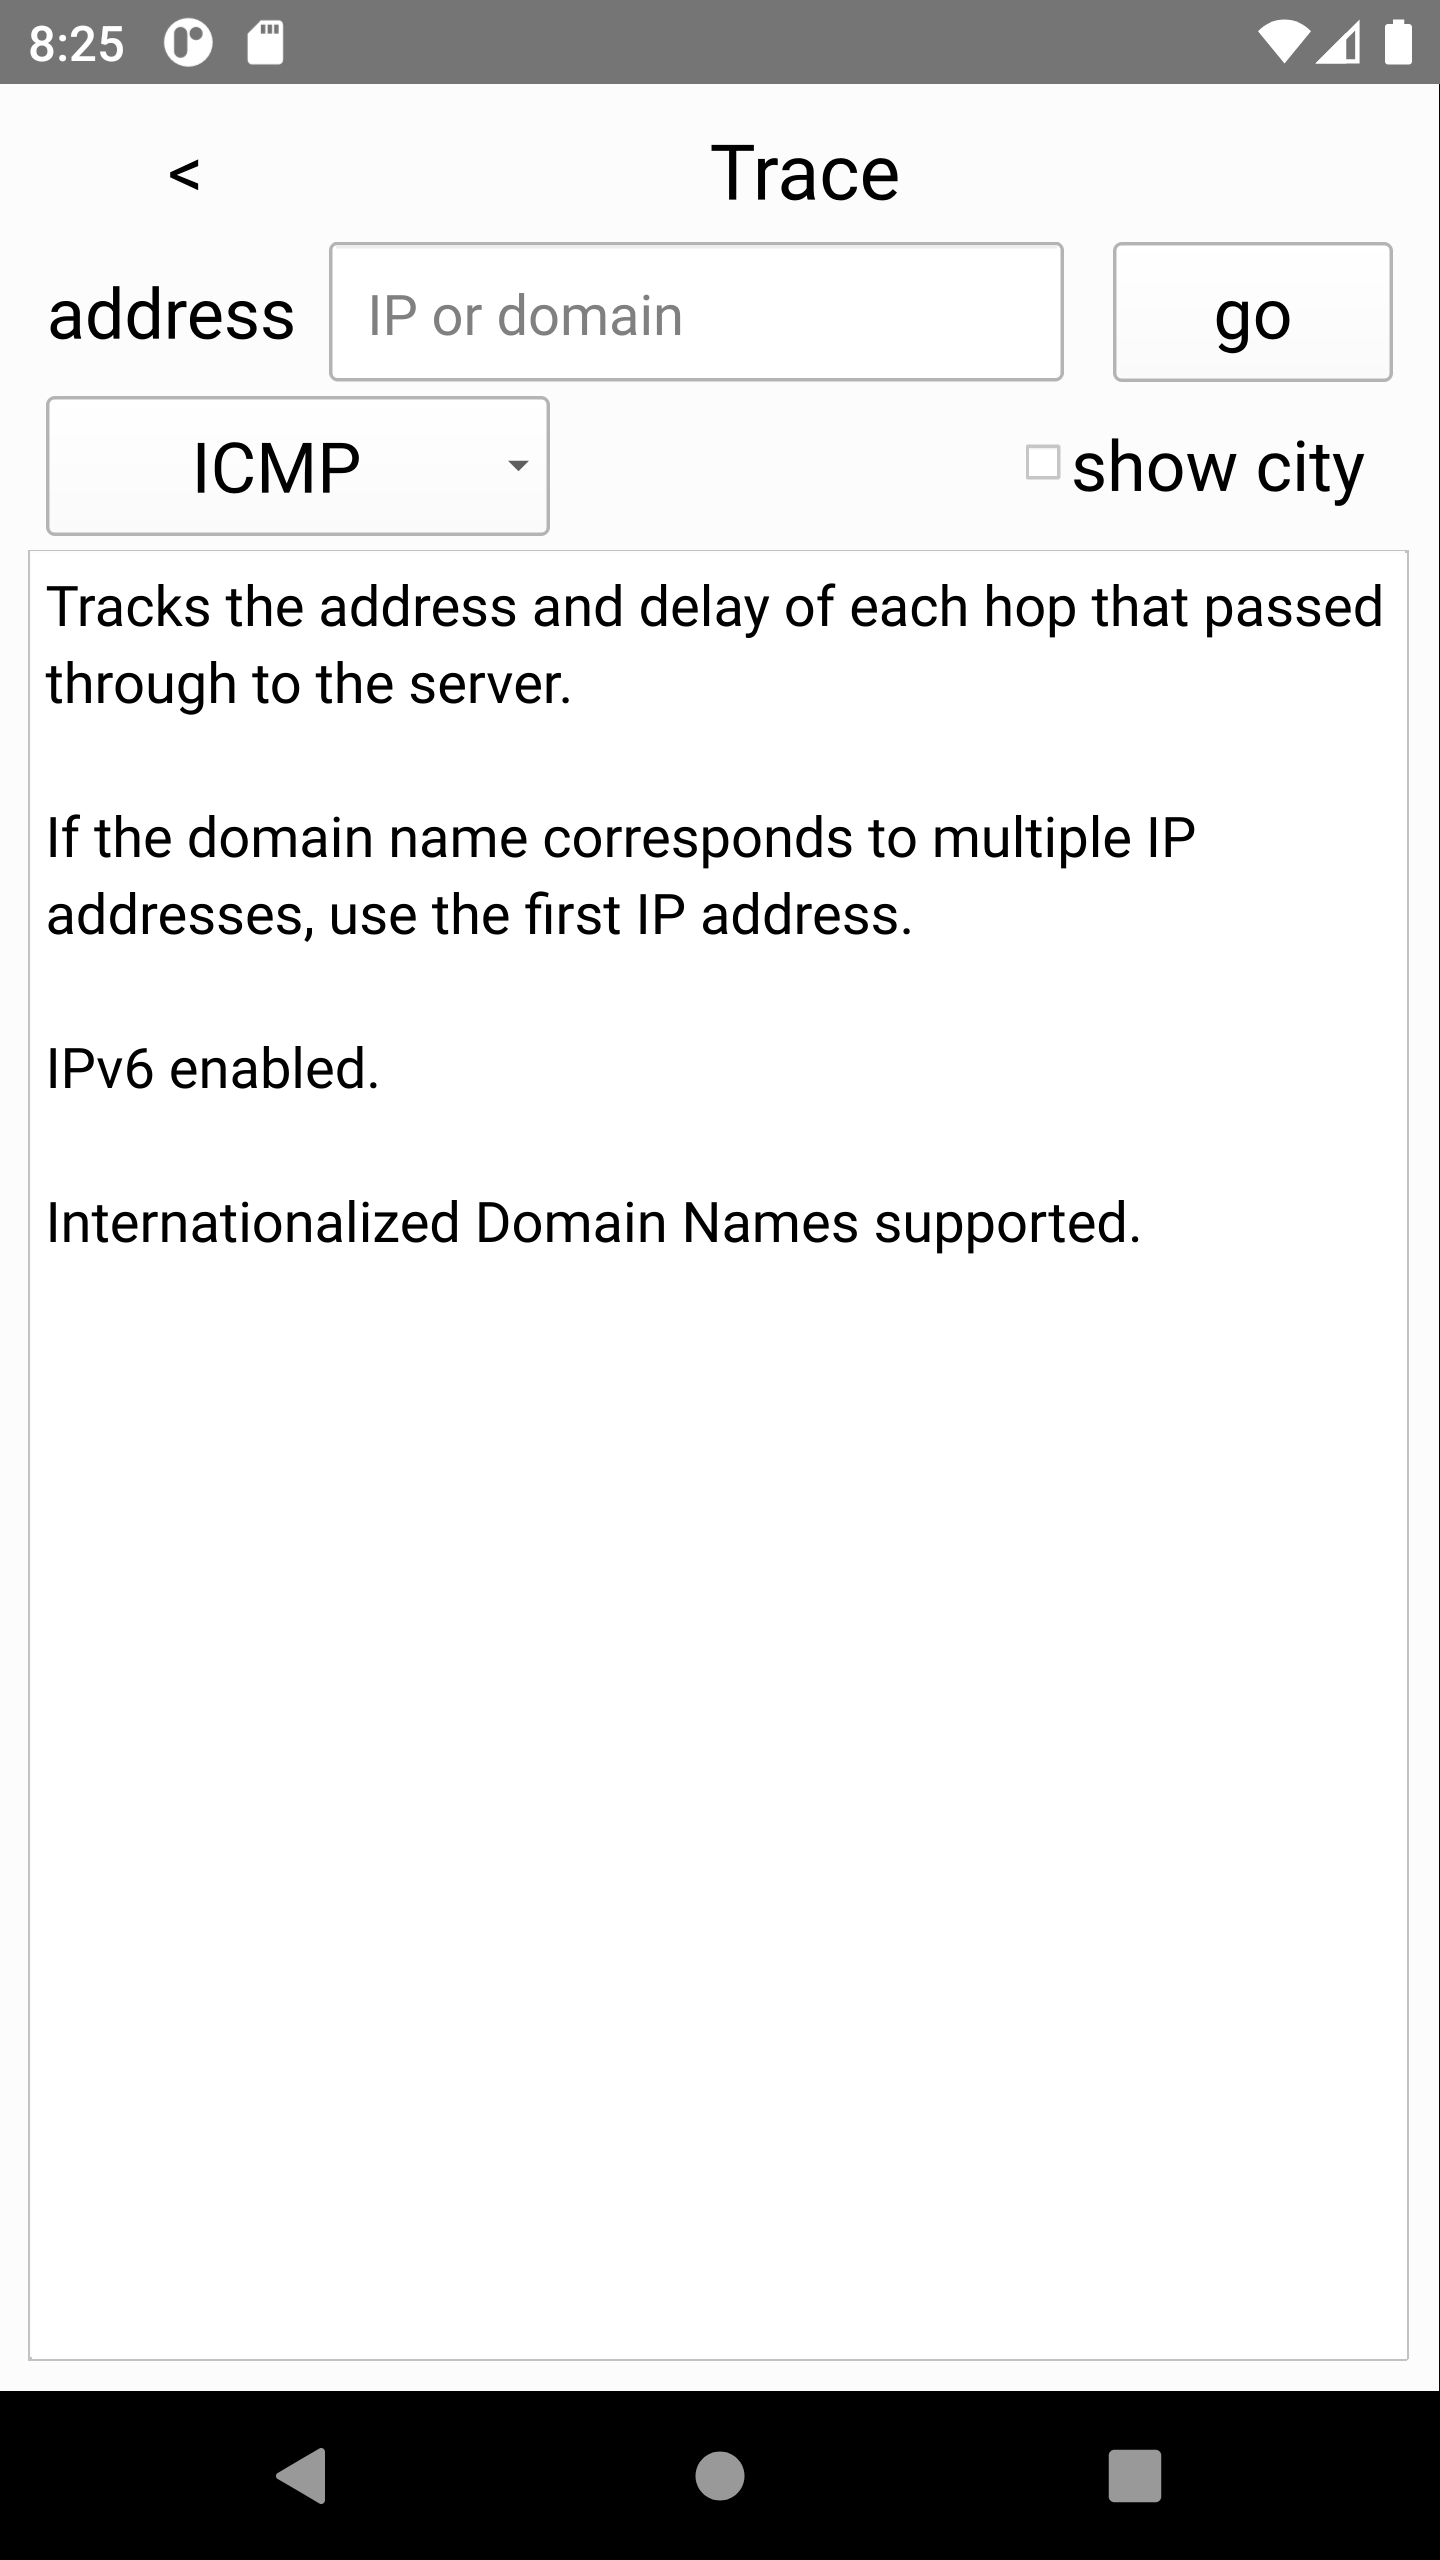 8:25
< Trace
address IP or domain go
ICMP show city
Tracks the address and delay of each hop that passed
through to the server.
If the domain name corresponds to multiple IP
addresses, use the first IP address.
IPv6 enabled.
Internationalized Domain Names supported.